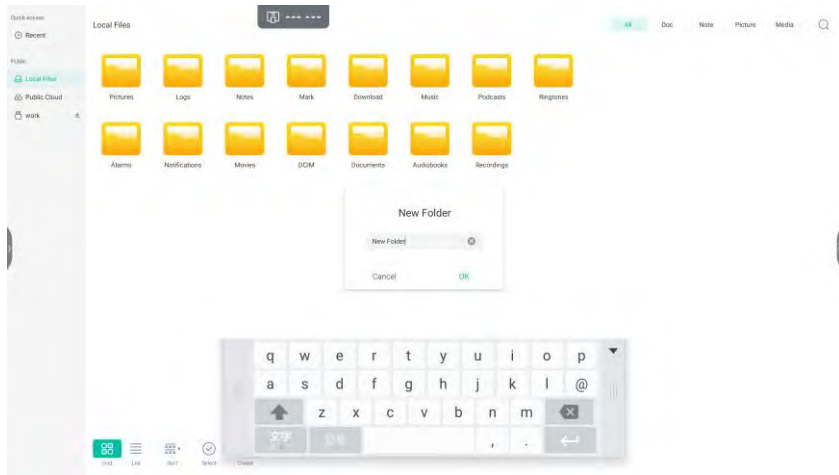 Quick access
Recent
Public
Local Files
Public Cloud
work
Local Files
--- ---
All Doc Note Picture Media
Pictures Logs Notes Mark Download Music Podcasts Ringtones
Alarms Notifications Movies DCIM Documents Audiobooks Recordings
New Folder
New Folder
Cancel OK
q w e r t y u i o p
a s d f g h j k l @
z x c v b n m
文字 , .
Grid List Sort Select Create